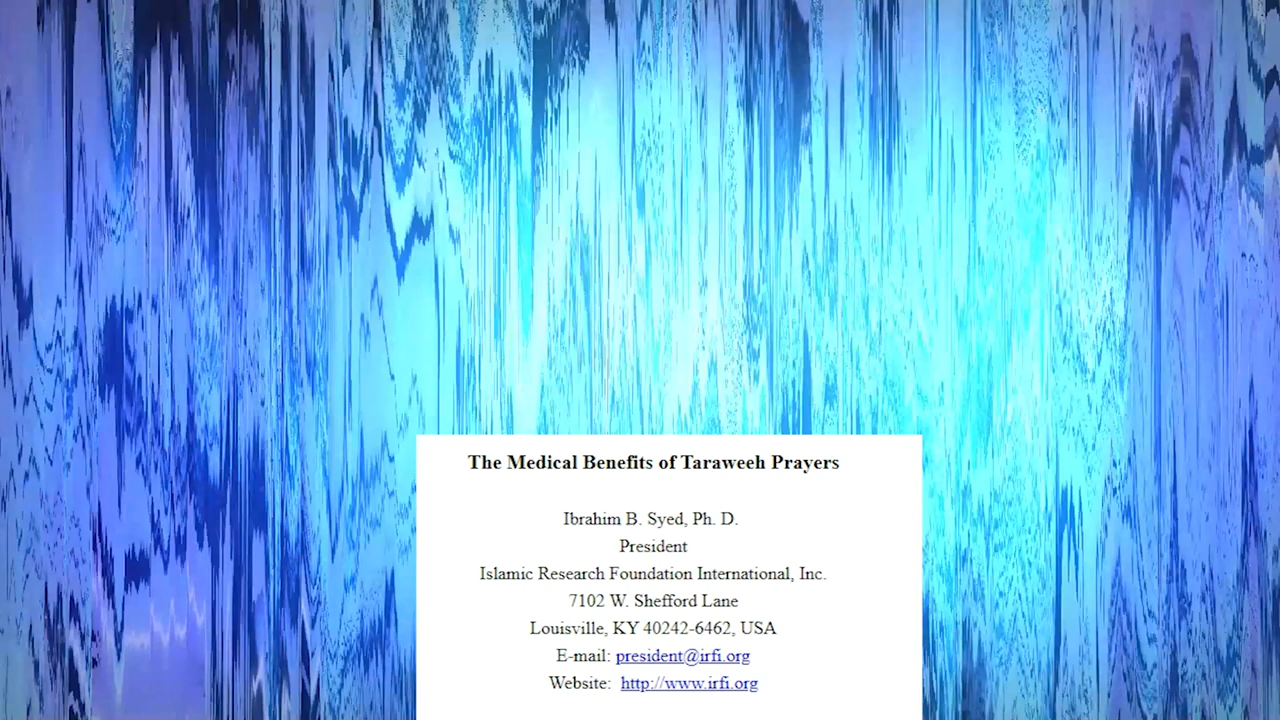 The Medical Benefits of Taraweeh Prayers
Ibrahim B. Syed, Ph. D.
President
Islamic Research Foundation International, Inc.
7102 W. Shefford Lane
Louisville, KY 40242-6462, USA
E-mail: president@irfi.org
Website: http://www.irfi.org